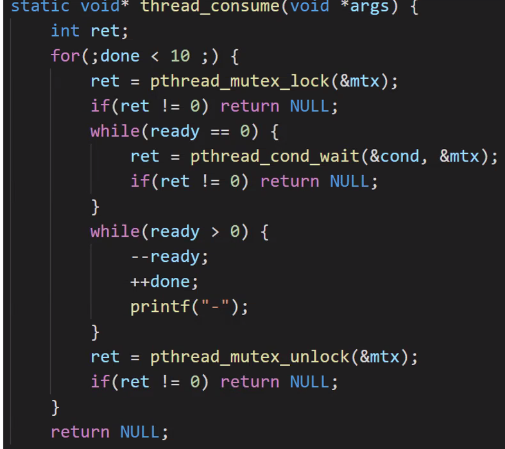 static void* thread_consume(void *args) {
    int ret;
    for(;done < 10 ;) {
        ret = pthread_mutex_lock(&mtx);
        if(ret != 0) return NULL;
        while(ready == 0) {
            ret = pthread_cond_wait(&cond, &mtx);
            if(ret != 0) return NULL;
        }
        while(ready > 0) {
            --ready;
            ++done;
            printf("-");
        }
        ret = pthread_mutex_unlock(&mtx);
        if(ret != 0) return NULL;
    }
    return NULL;